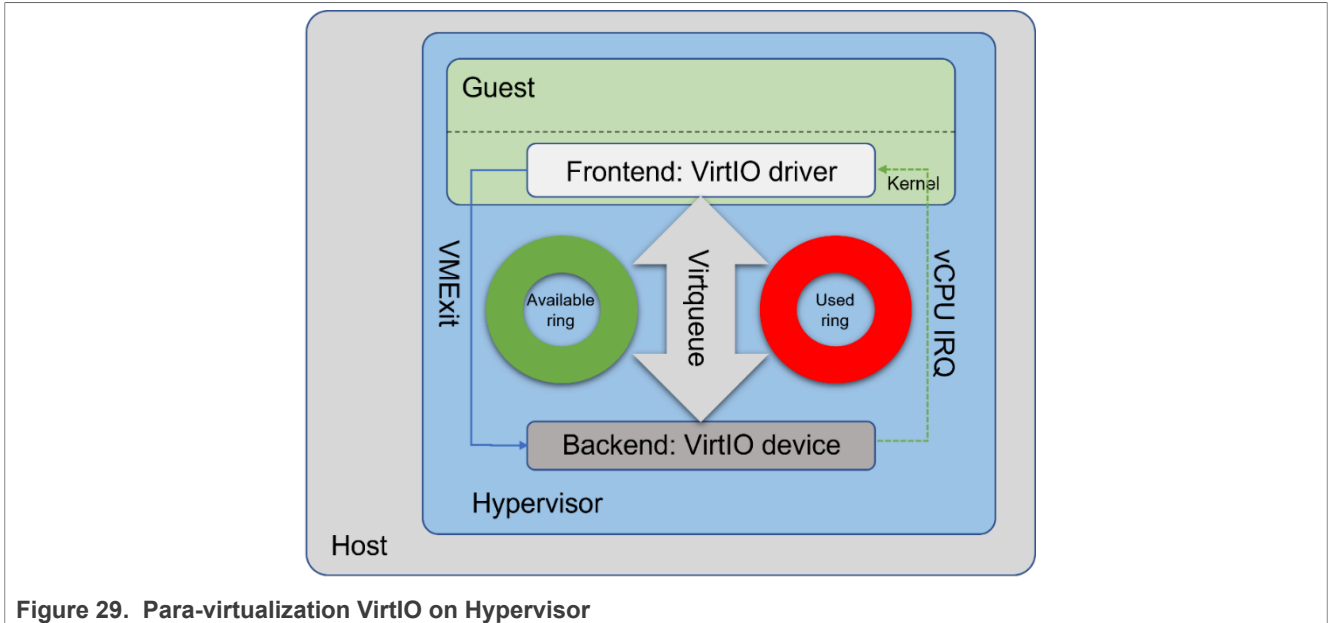 Guest
Frontend: VirtIO driver
Kernel
VMExit
Available
ring
Virtqueue
Used
ring
vCPU IRQ
Backend: VirtIO device
Hypervisor
Host
Figure 29. Para-virtualization VirtIO on Hypervisor